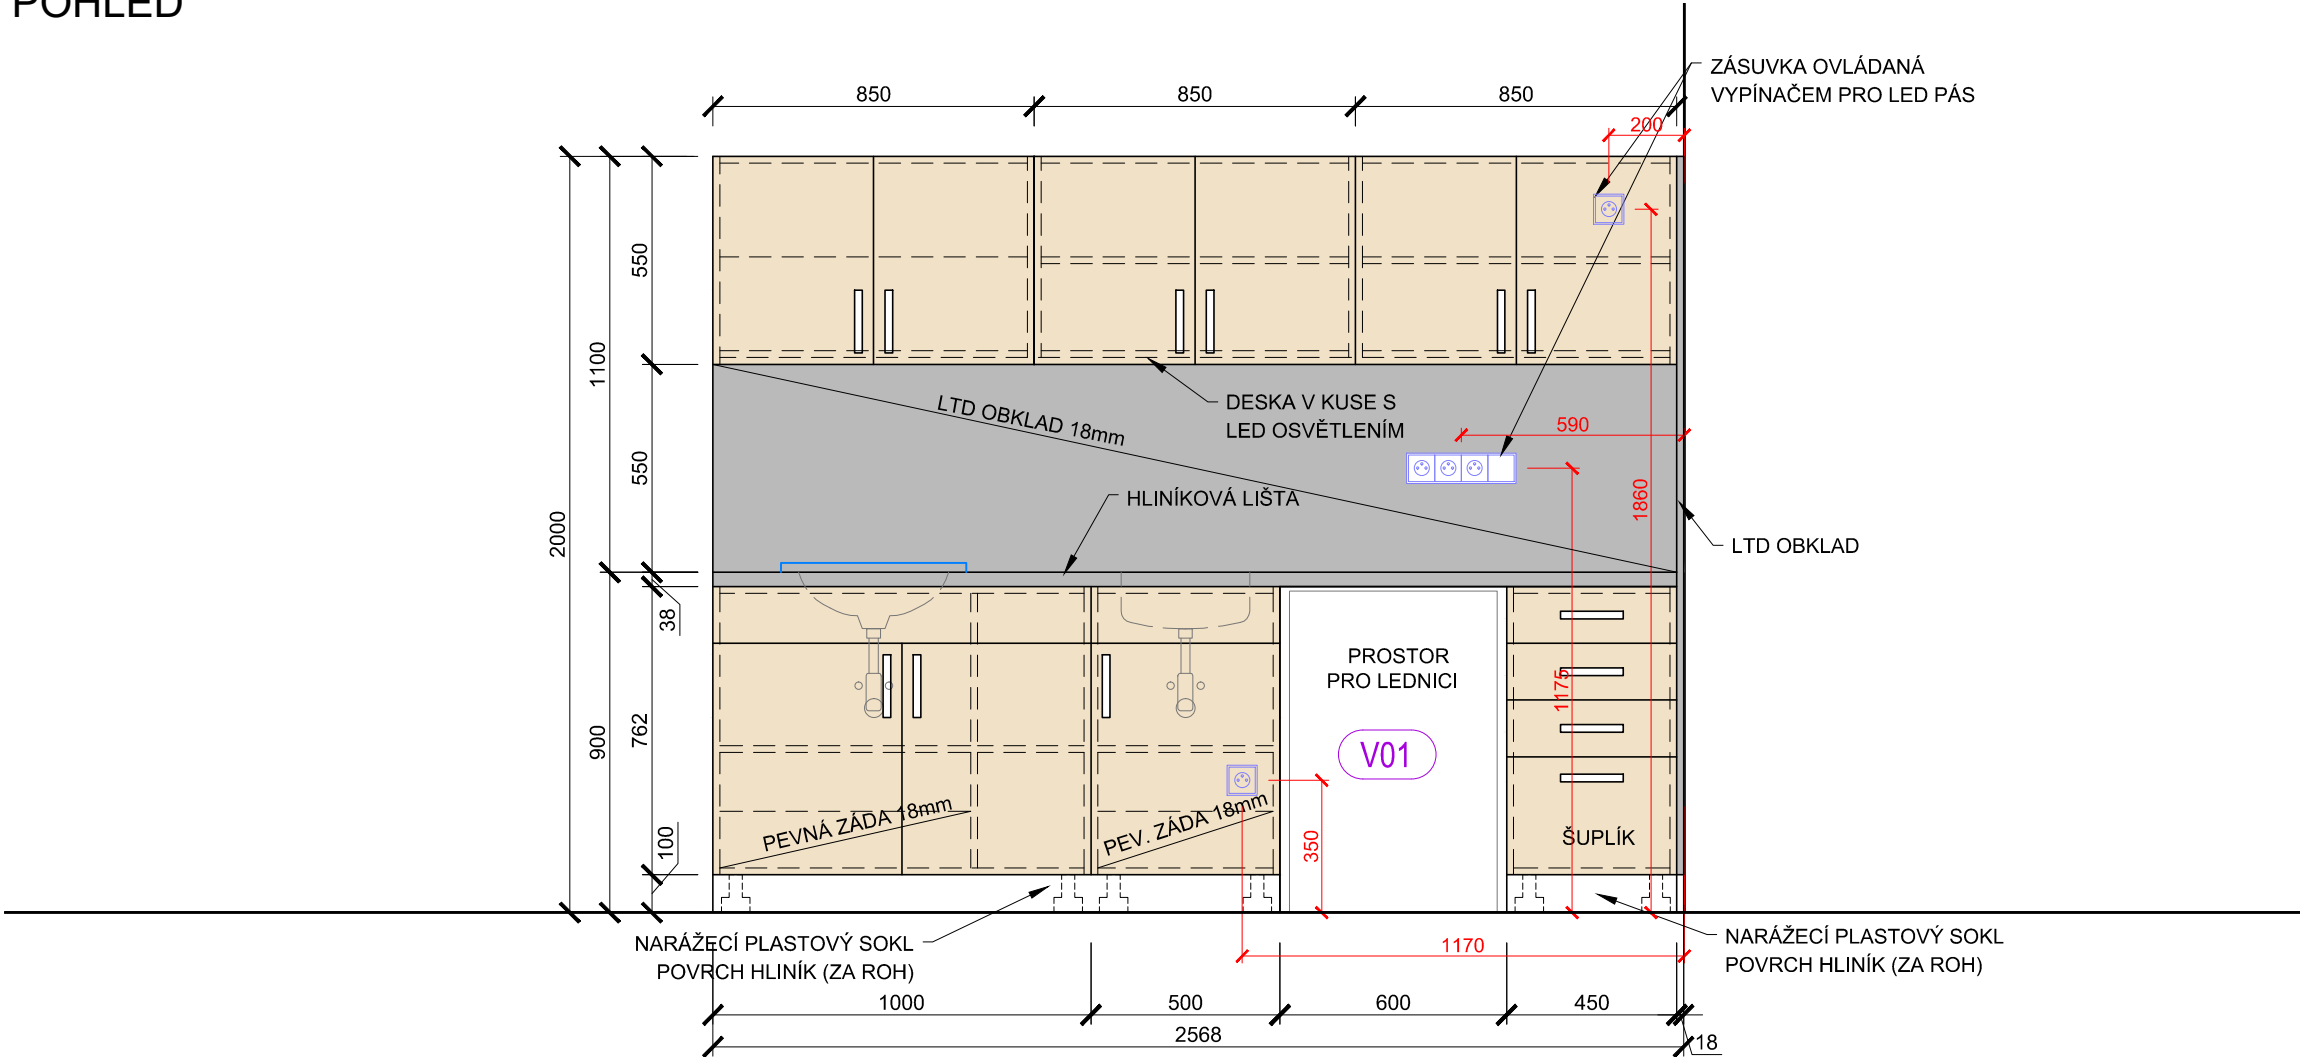 POHLED
ZÁSUVKA OVLÁDANÁ
VYPÍNAČEM PRO LED PÁS
850
850
850
200
550
1100
DESKA V KUSE S
LED OSVĚTLENÍM
LTD OBKLAD 18mm
590
550
HLINÍKOVÁ LIŠTA
1860
2000
LTD OBKLAD
38
PROSTOR
PRO LEDNICI
1175
762
900
V01
PEVNÁ ZÁDA 18mm
PEV. ZÁDA 18mm
350
100
ŠUPLÍK
NARÁŽECÍ PLASTOVÝ SOKL
POVRCH HLINÍK (ZA ROH)
1170
NARÁŽECÍ PLASTOVÝ SOKL
POVRCH HLINÍK (ZA ROH)
1000
500
600
450
2568
18